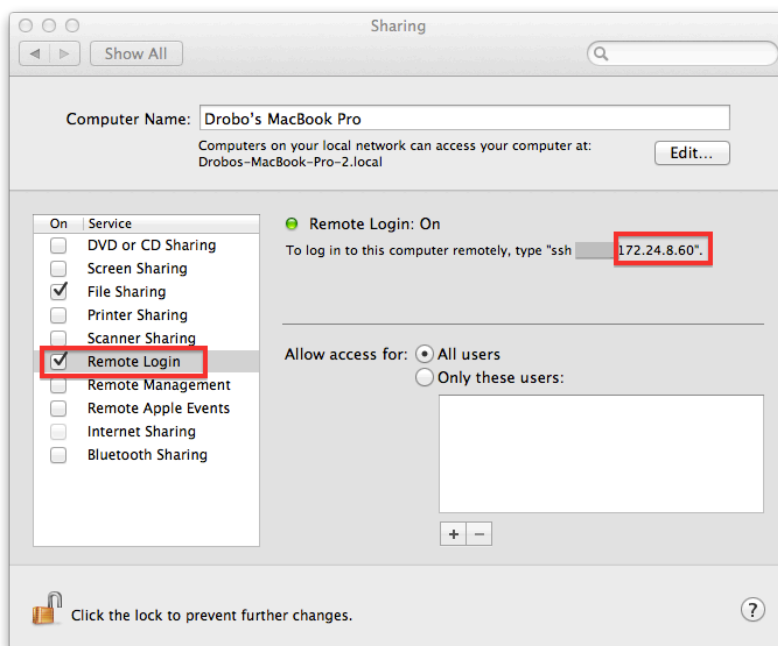 Sharing
Show All
Computer Name: Drobo's MacBook Pro
Computers on your local network can access your computer at:
Drobos-MacBook-Pro-2.local
Edit...
On Service
DVD or CD Sharing
Screen Sharing
File Sharing
Printer Sharing
Scanner Sharing
Remote Login
Remote Management
Remote Apple Events
Internet Sharing
Bluetooth Sharing
Remote Login: On
To log in to this computer remotely, type "ssh 172.24.8.60".
Allow access for: All users
Only these users:
+ −
Click the lock to prevent further changes.
?